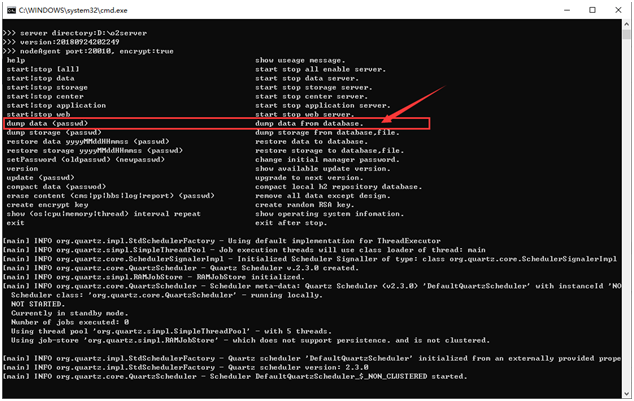 C:\WINDOWS\system32\cmd.exe
>>> server directory:D:\o2server
>>> version:20180924202249
>>> nodeAgent port:20010, encrypt:true
help show useage message.
start|stop [all] start stop all enable server.
start|stop data start stop data server.
start|stop storage start stop storage server.
start|stop center start stop center server.
start|stop application start stop application server.
start|stop web start stop web server.
dump data (passwd) dump data from database.
dump storage (passwd) dump storage from database,file.
restore data yyyyMMddHHmmss (passwd) restore data to database.
restore storage yyyyMMddHHmmss (passwd) restore storage to database,file.
setPassword (oldpasswd) (newpasswd) change initial manager password.
version show available update version.
update (passwd) upgrade to next version.
compact data (passwd) compact local h2 repository database.
erase content (cms|pp|bbs|log|report) (passwd) remove all data except design.
create encrypt key create random RSA key.
show (os|cpu|memory|thread) interval repeat show operating system infomation.
exit exit after stop.
[main] INFO org.quartz.impl.StdSchedulerFactory - Using default implementation for ThreadExecutor
[main] INFO org.quartz.simpl.SimpleThreadPool - Job execution threads will use class loader of thread: main
[main] INFO org.quartz.core.SchedulerSignalerImpl - Initialized Scheduler Signaller of type: class org.quartz.core.SchedulerSignalerImpl
[main] INFO org.quartz.core.QuartzScheduler - Quartz Scheduler v.2.3.0 created.
[main] INFO org.quartz.simpl.RAMJobStore - RAMJobStore initialized.
[main] INFO org.quartz.core.QuartzScheduler - Scheduler meta-data: Quartz Scheduler (v2.3.0) 'DefaultQuartzScheduler' with instanceId 'NO
Scheduler class: 'org.quartz.core.QuartzScheduler' - running locally.
NOT STARTED.
Currently in standby mode.
Number of jobs executed: 0
Using thread pool 'org.quartz.simpl.SimpleThreadPool' - with 5 threads.
Using job-store 'org.quartz.simpl.RAMJobStore' - which does not support persistence. and is not clustered.
[main] INFO org.quartz.impl.StdSchedulerFactory - Quartz scheduler 'DefaultQuartzScheduler' initialized from an externally provided prope
[main] INFO org.quartz.impl.StdSchedulerFactory - Quartz scheduler version: 2.3.0
[main] INFO org.quartz.core.QuartzScheduler - Scheduler DefaultQuartzScheduler_$_NON_CLUSTERED started.